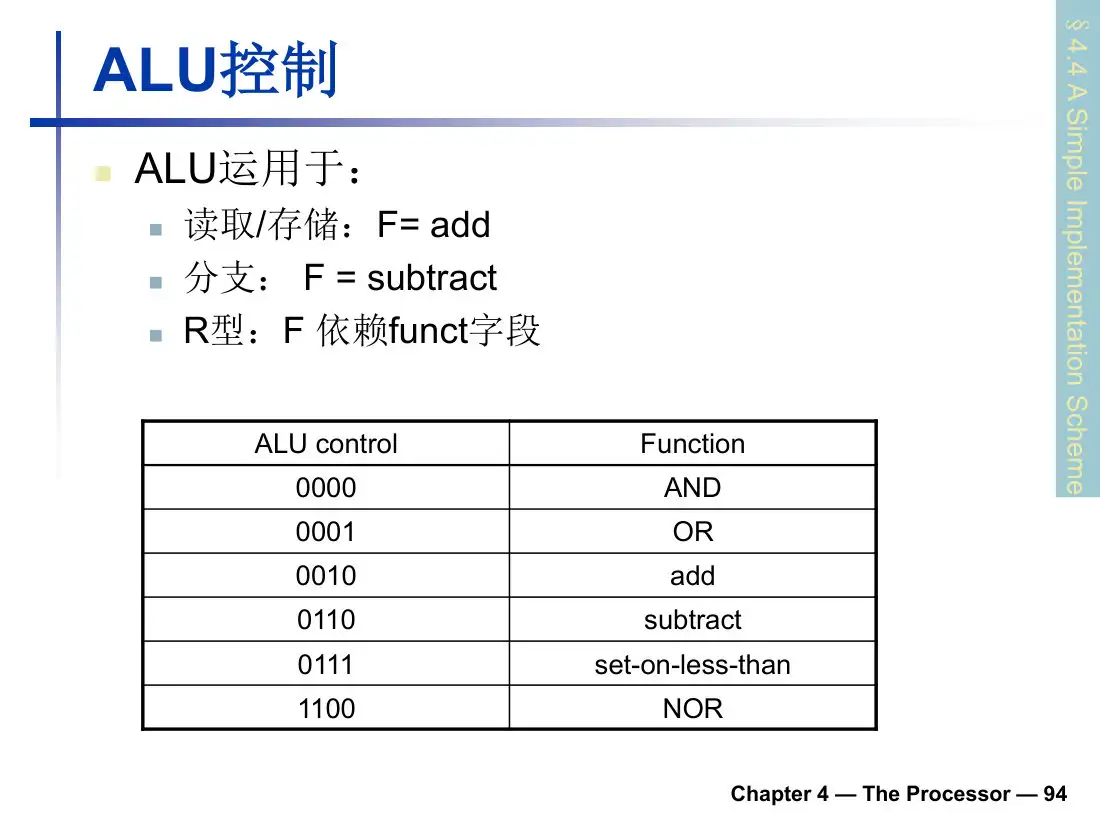 ALU控制
§4.4 A Simple Implementation Scheme
ALU运用于：
读取/存储：F= add
分支： F = subtract
R型：F 依赖funct字段
ALU control Function
0000 AND
0001 OR
0010 add
0110 subtract
0111 set-on-less-than
1100 NOR
Chapter 4 — The Processor — 94